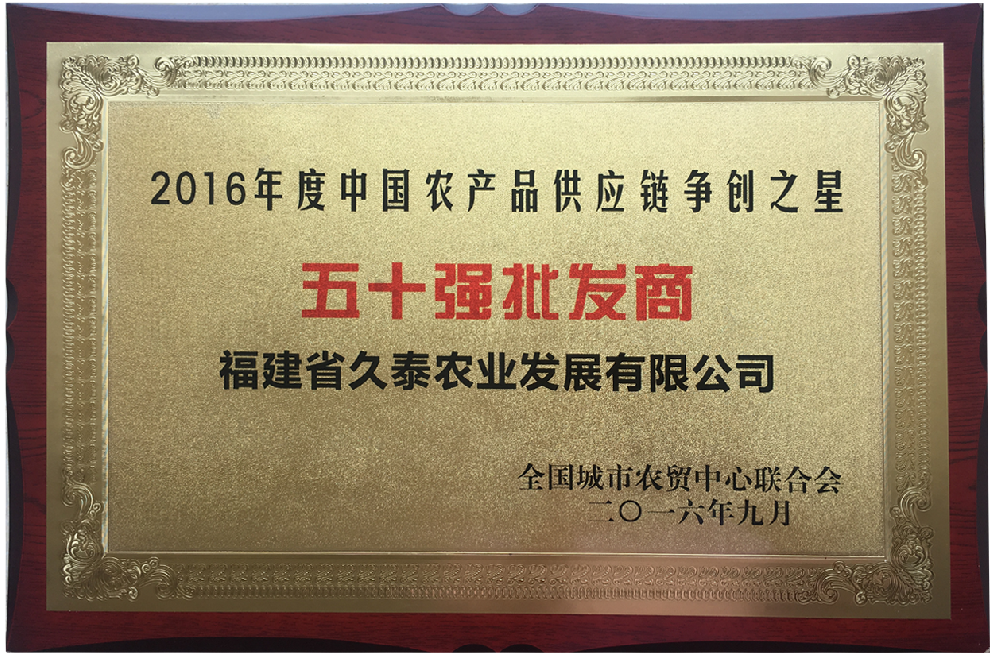 2016年度中国农产品供应链争创之星
五十强批发商
福建省久泰农业发展有限公司
全国城市农贸中心联合会
二〇一六年九月